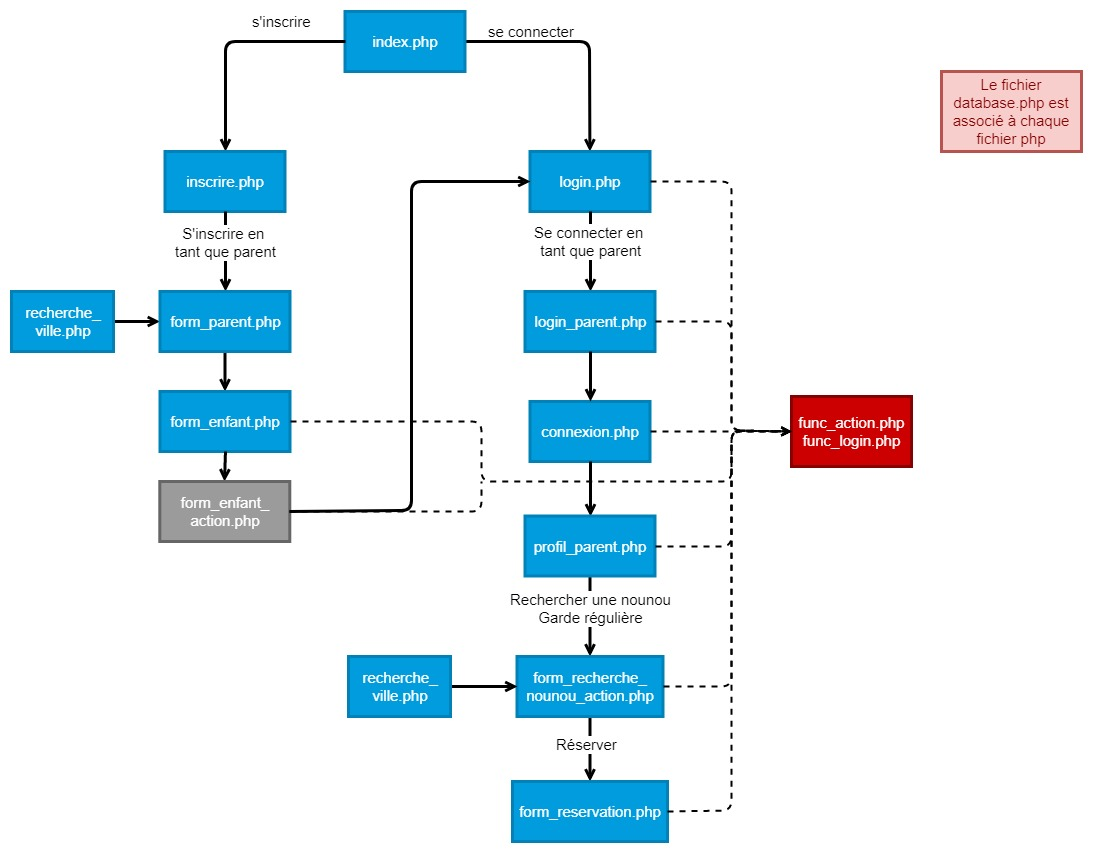 s'inscrire
index.php
se connecter
Le fichier
database.php est
associé à chaque
fichier php
inscrire.php
login.php
S'inscrire en
tant que parent
Se connecter en
tant que parent
recherche_
ville.php
form_parent.php
login_parent.php
form_enfant.php
connexion.php
func_action.php
func_login.php
form_enfant_
action.php
profil_parent.php
Rechercher une nounou
Garde régulière
recherche_
ville.php
form_recherche_
nounou_action.php
Réserver
form_reservation.php